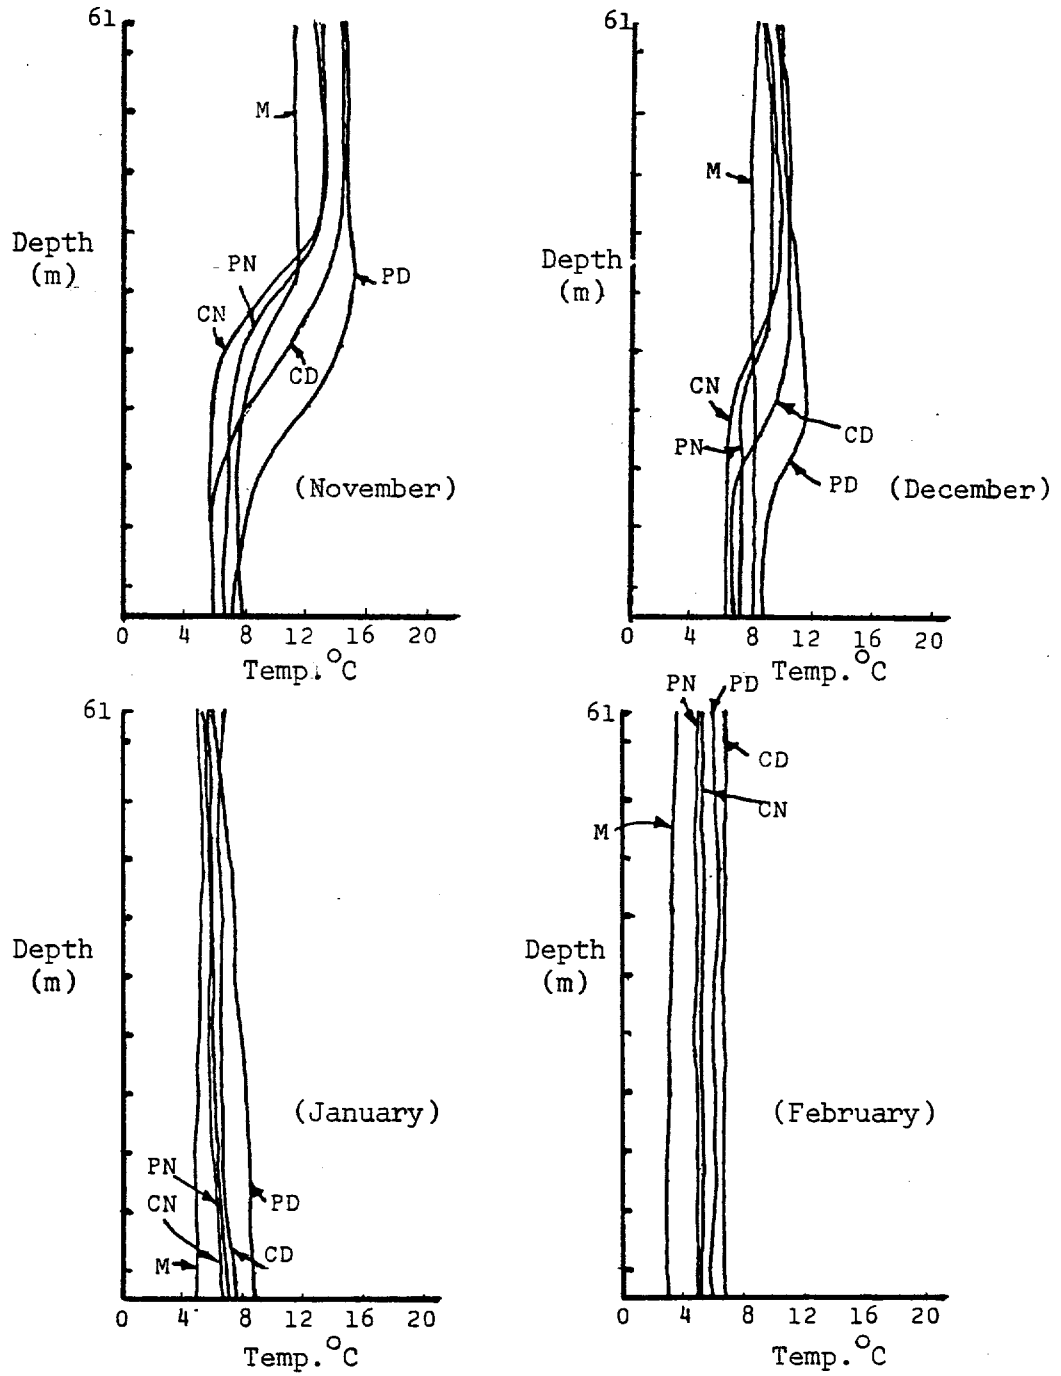 61
M
Depth
(m)
PN
CN
PD
CD
(November)
0 4 8 12 16 20
Temp. °C
61
M
Depth
(m)
CN
PN
CD
PD
(December)
0 4 8 12 16 20
Temp. °C
61
Depth
(m)
(January)
PN
CN
M
PD
CD
0 4 8 12 16 20
Temp. °C
PN PD
61
CD
CN
M
Depth
(m)
(February)
0 4 8 12 16 20
Temp. °C